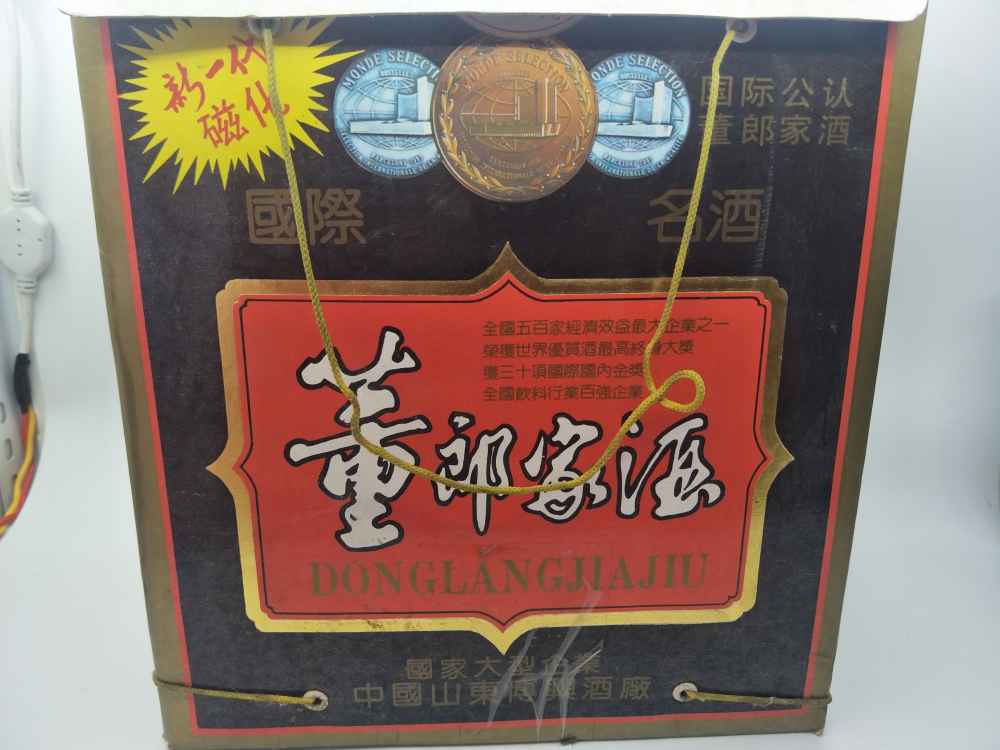 新一代
磁化
MONDE SELECTION
MONDE SELECTION
ONDE SELECTION
国际公认
董郎家酒
國際
名酒
全國五百家經濟效益最大企業之一
榮獲世界優質酒最高終身大獎
獲三十項國際國內金獎
全國飲料行業百強企業
董郎家酒
DONGLǍNGJIAJIU
國家大型企業
中國山東 釀酒廠